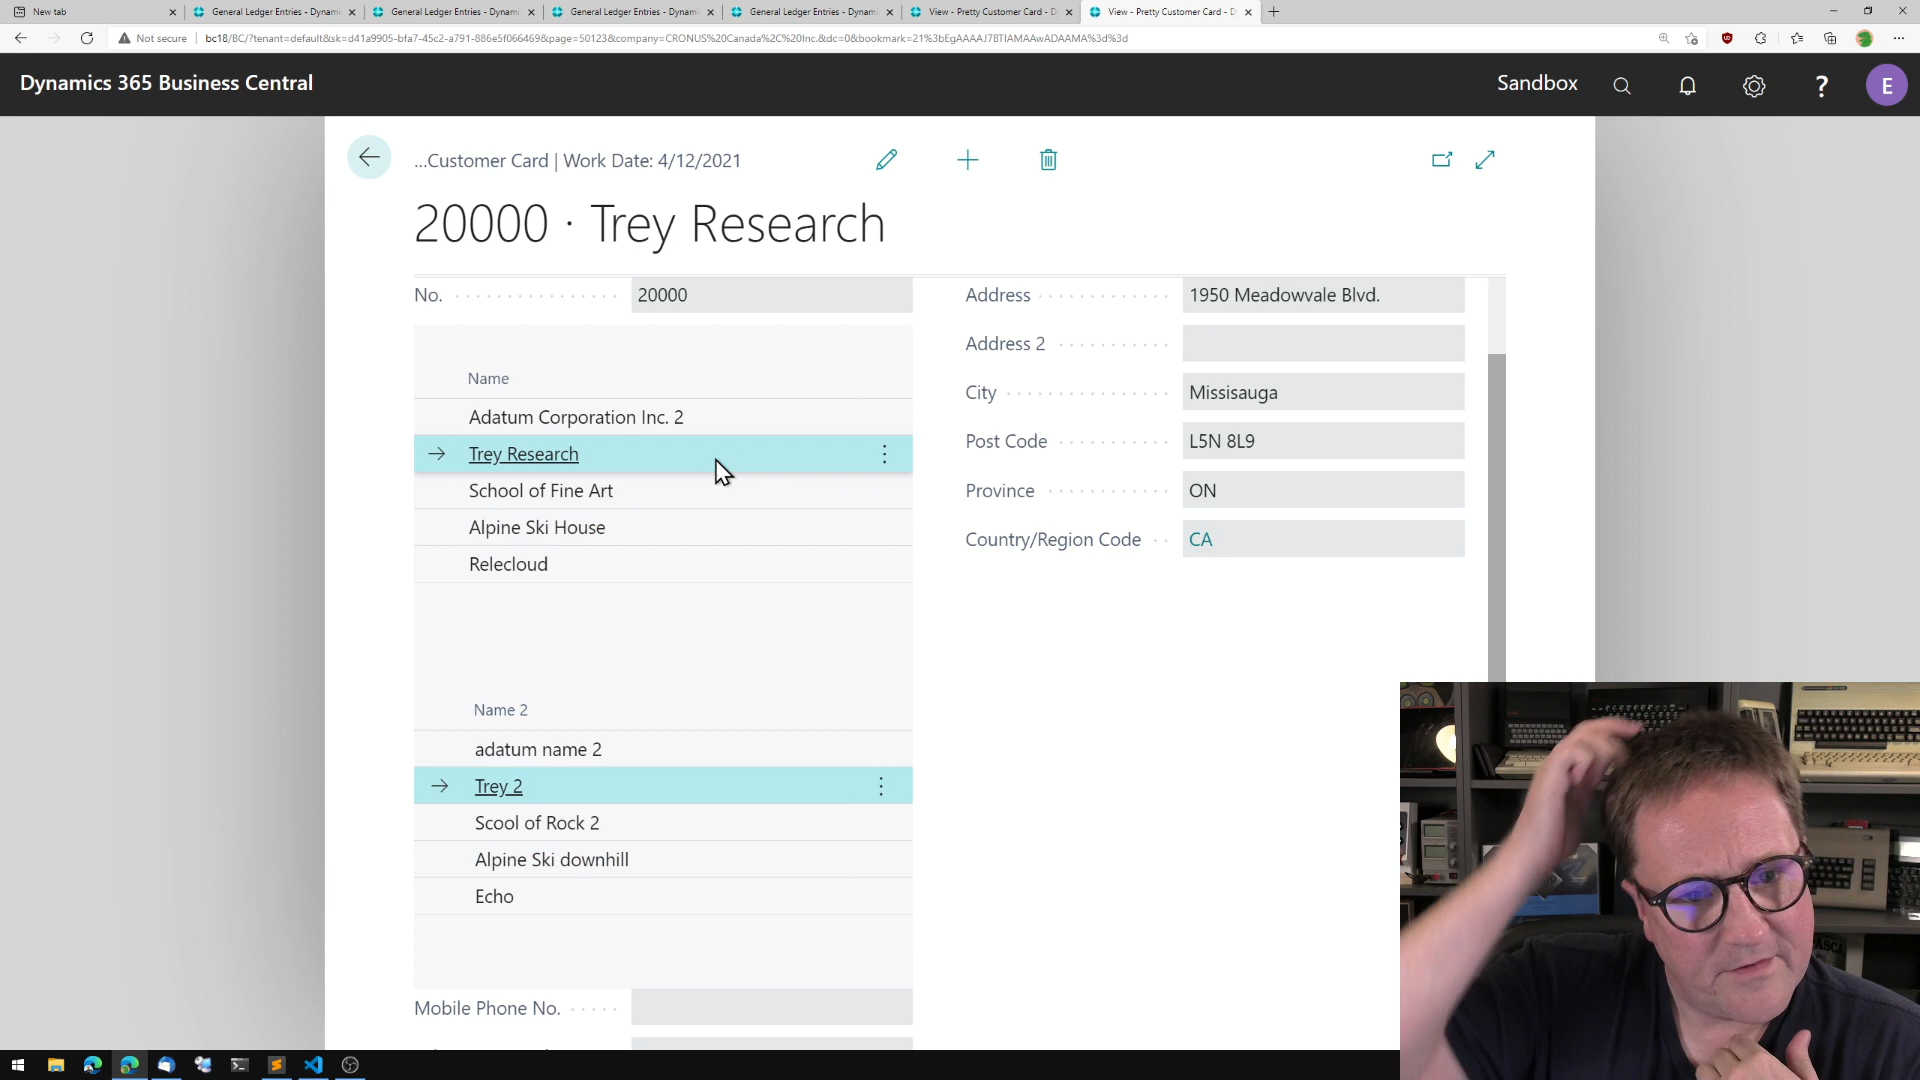 New tab
General Ledger Entries - Dynami
General Ledger Entries - Dynami
General Ledger Entries - Dynami
General Ledger Entries - Dynami
View - Pretty Customer Card - D
View - Pretty Customer Card - D
Not secure
bc18/BC/?tenant=default&sk=d41a9905-bfa7-45c2-a791-886e5f066469&page=50123&company=CRONUS%20Canada%2C%20Inc.&dc=0&bookmark=21%3bEgAAAAJ7BTIAMAAwADAAMA%3d%3d
Dynamics 365 Business Central
Sandbox
?
E
...Customer Card | Work Date: 4/12/2021
20000 · Trey Research
No.
20000
Name
Adatum Corporation Inc. 2
Trey Research
School of Fine Art
Alpine Ski House
Relecloud
Name 2
adatum name 2
Trey 2
Scool of Rock 2
Alpine Ski downhill
Echo
Mobile Phone No.
Address
1950 Meadowvale Blvd.
Address 2
City
Missisauga
Post Code
L5N 8L9
Province
ON
Country/Region Code
CA